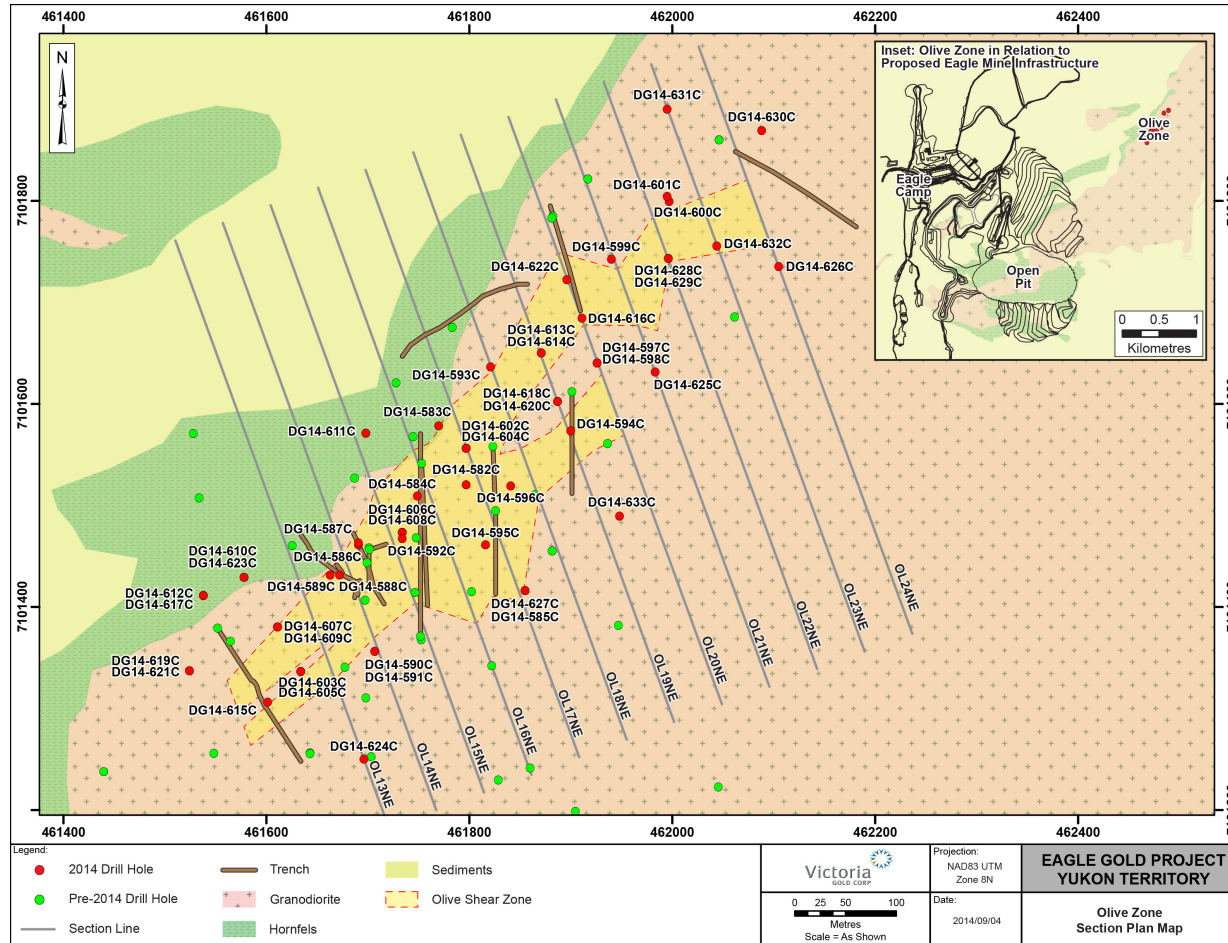 461400
461600
461800
462000
462200
462400
N
Inset: Olive Zone in Relation to
Proposed Eagle Mine Infrastructure
Olive
Zone
Eagle
Camp
Open
Pit
0 0.5 1
Kilometres
DG14-631C
DG14-630C
7101800
DG14-601C
DG14-600C
DG14-599C
DG14-632C
DG14-622C
DG14-628C
DG14-629C
DG14-626C
DG14-616C
DG14-613C
DG14-614C
DG14-597C
DG14-598C
DG14-593C
DG14-625C
7101600
DG14-618C
DG14-620C
DG14-583C
DG14-611C
DG14-602C
DG14-604C
DG14-594C
DG14-582C
DG14-584C
DG14-596C
DG14-606C
DG14-608C
DG14-633C
DG14-587C
DG14-592C
DG14-595C
DG14-610C
DG14-623C
DG14-586C
DG14-589C
DG14-588C
DG14-612C
DG14-617C
DG14-627C
DG14-585C
7101400
DG14-607C
DG14-609C
DG14-619C
DG14-621C
DG14-590C
DG14-591C
DG14-603C
DG14-605C
DG14-615C
DG14-624C
OL13NE
OL14NE
OL15NE
OL16NE
OL17NE
OL18NE
OL19NE
OL20NE
OL21NE
OL22NE
OL23NE
OL24NE
461400
461600
461800
462000
462200
462400
Legend:
2014 Drill Hole
Pre-2014 Drill Hole
Section Line
Trench
Granodiorite
Hornfels
Sediments
Olive Shear Zone
Victoria
GOLD CORP
0 25 50 100
Metres
Scale = As Shown
Projection:
NAD83 UTM
Zone 8N
Date:
2014/09/04
EAGLE GOLD PROJECT
YUKON TERRITORY
Olive Zone
Section Plan Map